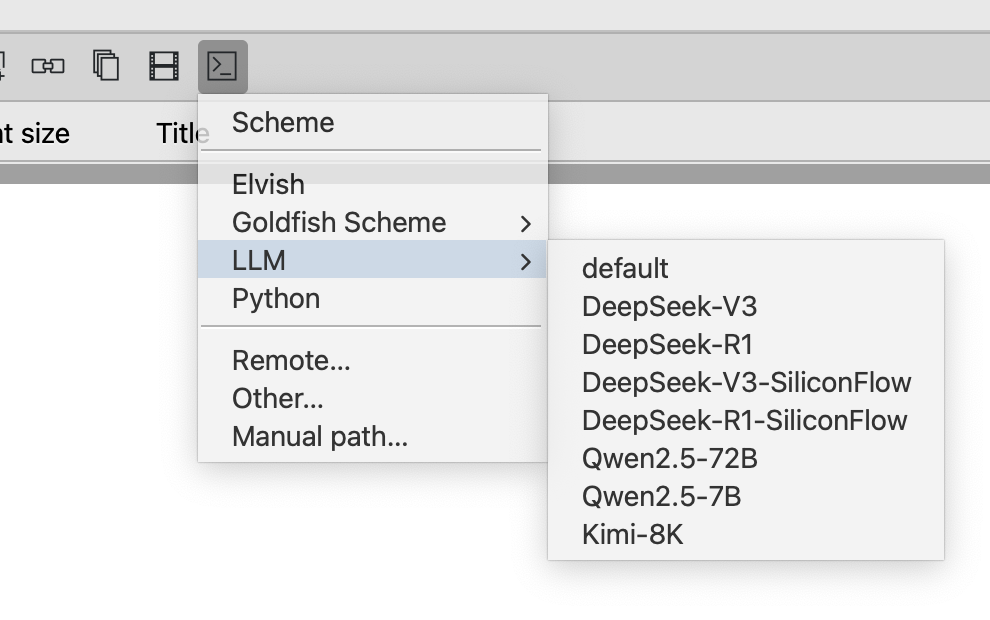 nt size
Title
Scheme
Elvish
Goldfish Scheme
LLM
Python
Remote...
Other...
Manual path...
default
DeepSeek-V3
DeepSeek-R1
DeepSeek-V3-SiliconFlow
DeepSeek-R1-SiliconFlow
Qwen2.5-72B
Qwen2.5-7B
Kimi-8K